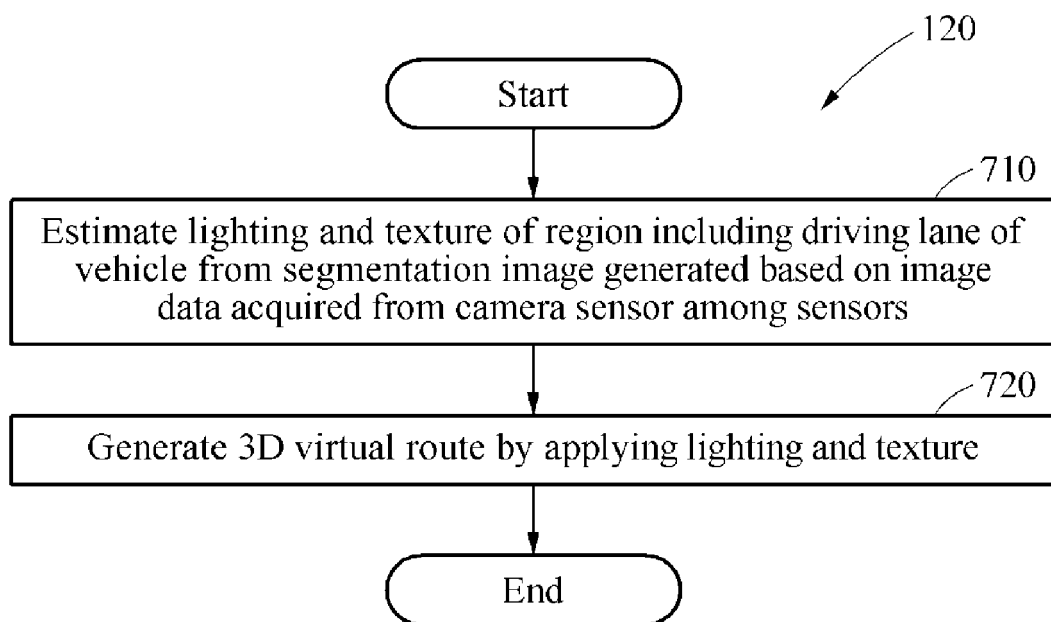 120
Start
710
Estimate lighting and texture of region including driving lane of
vehicle from segmentation image generated based on image
data acquired from camera sensor among sensors
720
Generate 3D virtual route by applying lighting and texture
End